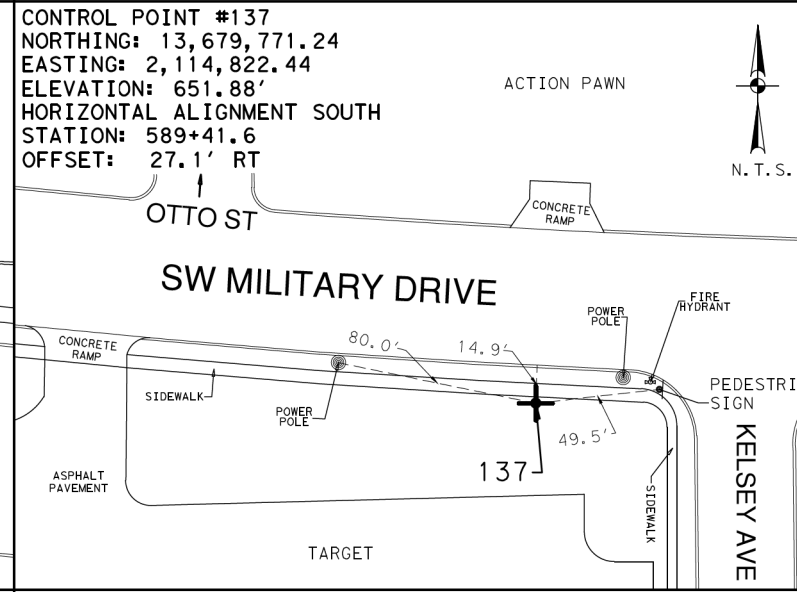 CONTROL POINT #137
NORTHING: 13,679,771.24
EASTING: 2,114,822.44
ELEVATION: 651.88'
HORIZONTAL ALIGNMENT SOUTH
STATION: 589+41.6
OFFSET: 27.1' RT
ACTION PAWN
N.T.S.
OTTO ST
CONCRETE
RAMP
SW MILITARY DRIVE
FIRE
HYDRANT
POWER
POLE
CONCRETE
RAMP
80.0'
14.9'
PEDESTRI
SIGN
SIDEWALK
POWER
POLE
49.5'
137
KELSEY AVE
ASPHALT
PAVEMENT
SIDEWALK
TARGET